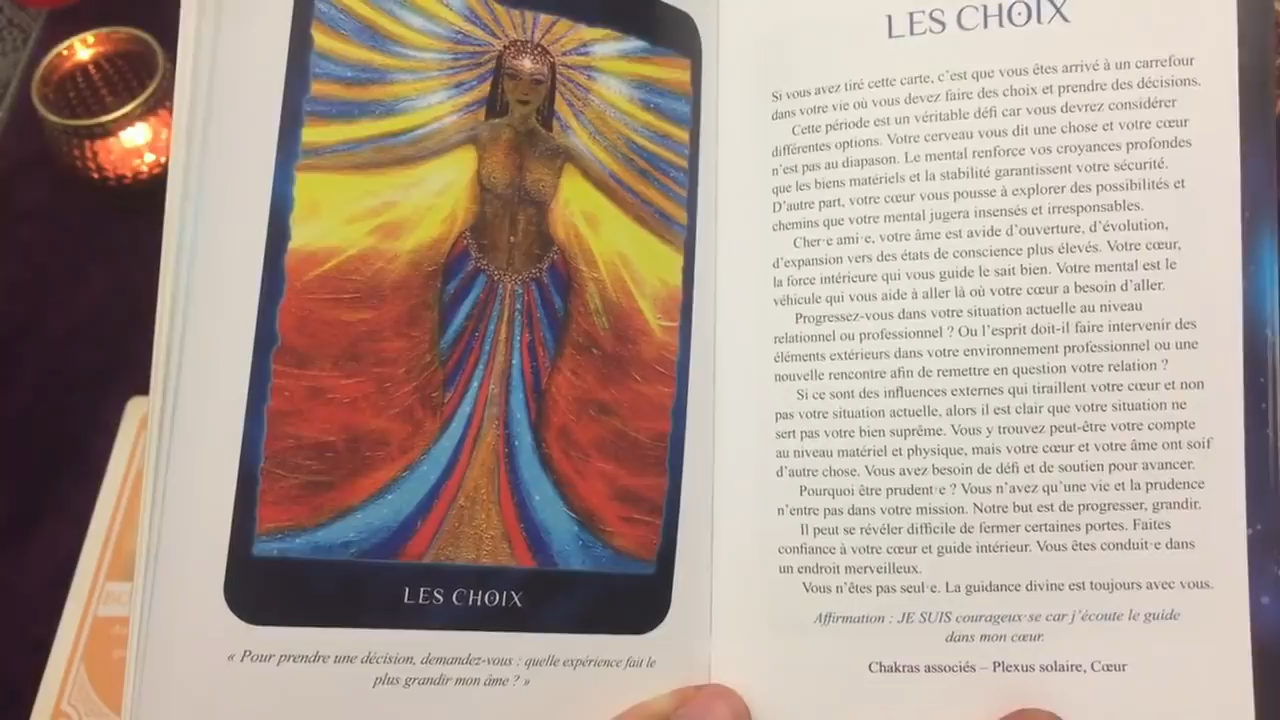 LES CHOIX
« Pour prendre une décision, demandez-vous : quelle expérience fait le
plus grandir mon âme ? »
LES CHOIX
Si vous avez tiré cette carte, c'est que vous êtes arrivé à un carrefour
dans votre vie où vous devez faire des choix et prendre des décisions.
Cette période est un véritable défi car vous devrez considérer
différentes options. Votre cerveau vous dit une chose et votre cœur
n'est pas au diapason. Le mental renforce vos croyances profondes
que les biens matériels et la stabilité garantissent votre sécurité.
D'autre part, votre cœur vous pousse à explorer des possibilités et
chemins que votre mental jugera insensés et irresponsables.
Cher·e ami·e, votre âme est avide d'ouverture, d'évolution,
d'expansion vers des états de conscience plus élevés. Votre cœur,
la force intérieure qui vous guide le sait bien. Votre mental est le
véhicule qui vous aide à aller là où votre cœur a besoin d'aller.
Progressez-vous dans votre situation actuelle au niveau
relationnel ou professionnel ? Ou l'esprit doit-il faire intervenir des
éléments extérieurs dans votre environnement professionnel ou une
nouvelle rencontre afin de remettre en question votre relation ?
Si ce sont des influences externes qui tiraillent votre cœur et non
pas votre situation actuelle, alors il est clair que votre situation ne
sert pas votre bien suprême. Vous y trouvez peut-être votre compte
au niveau matériel et physique, mais votre cœur et votre âme ont soif
d'autre chose. Vous avez besoin de défi et de soutien pour avancer.
Pourquoi être prudent·e ? Vous n'avez qu'une vie et la prudence
n'entre pas dans votre mission. Notre but est de progresser, grandir.
Il peut se révéler difficile de fermer certaines portes. Faites
confiance à votre cœur et guide intérieur. Vous êtes conduit·e dans
un endroit merveilleux.
Vous n'êtes pas seul·e. La guidance divine est toujours avec vous.
Affirmation : JE SUIS courageux·se car j'écoute le guide
dans mon cœur.
Chakras associés – Plexus solaire, Cœur